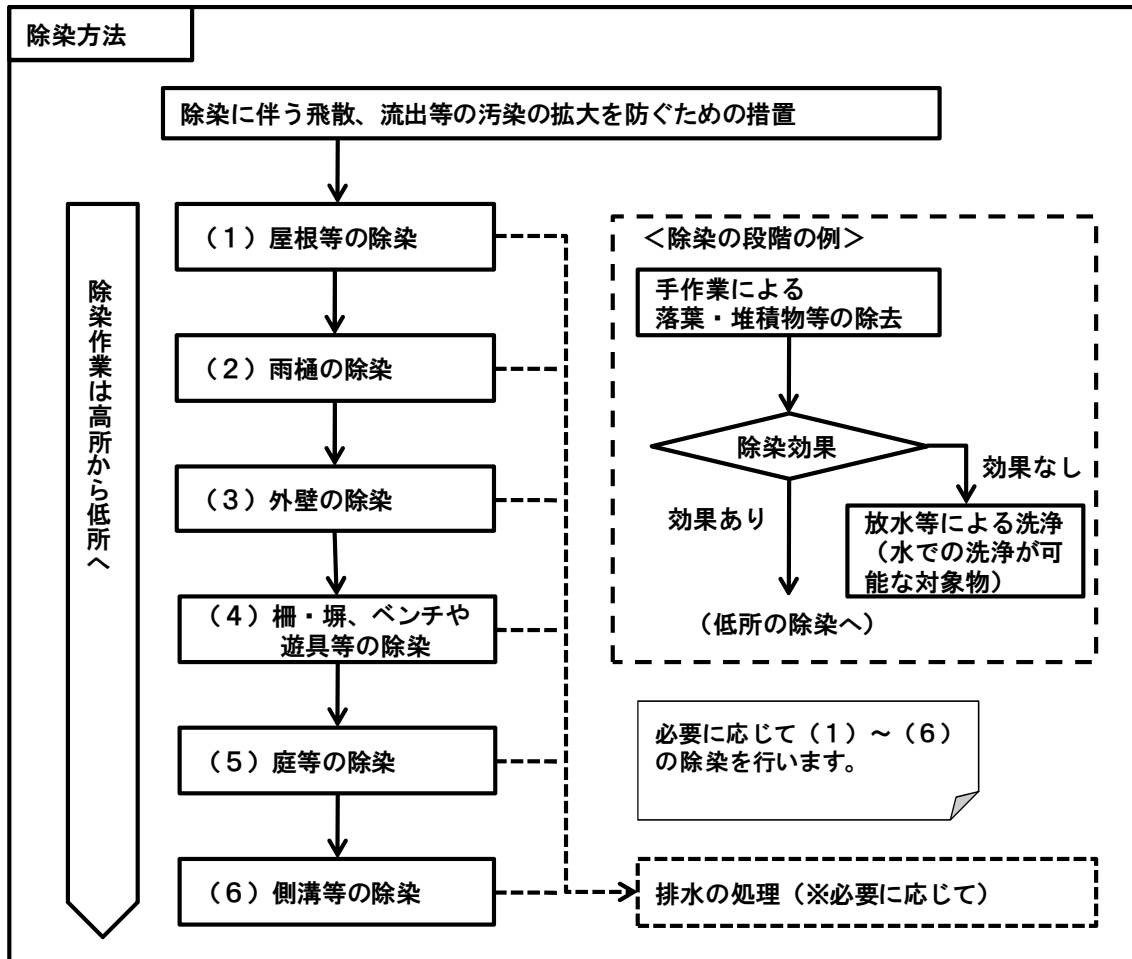 除染方法
除染に伴う飛散、流出等の汚染の拡大を防ぐための措置
除染作業は高所から低所へ
（１）屋根等の除染
（２）雨樋の除染
（３）外壁の除染
（４）柵・塀、ベンチや
遊具等の除染
（５）庭等の除染
（６）側溝等の除染
＜除染の段階の例＞
手作業による
落葉・堆積物等の除去
除染効果
効果なし
効果あり
放水等による洗浄
（水での洗浄が可
能な対象物）
（低所の除染へ）
必要に応じて（１）～（６）
の除染を行います。
排水の処理（※必要に応じて）